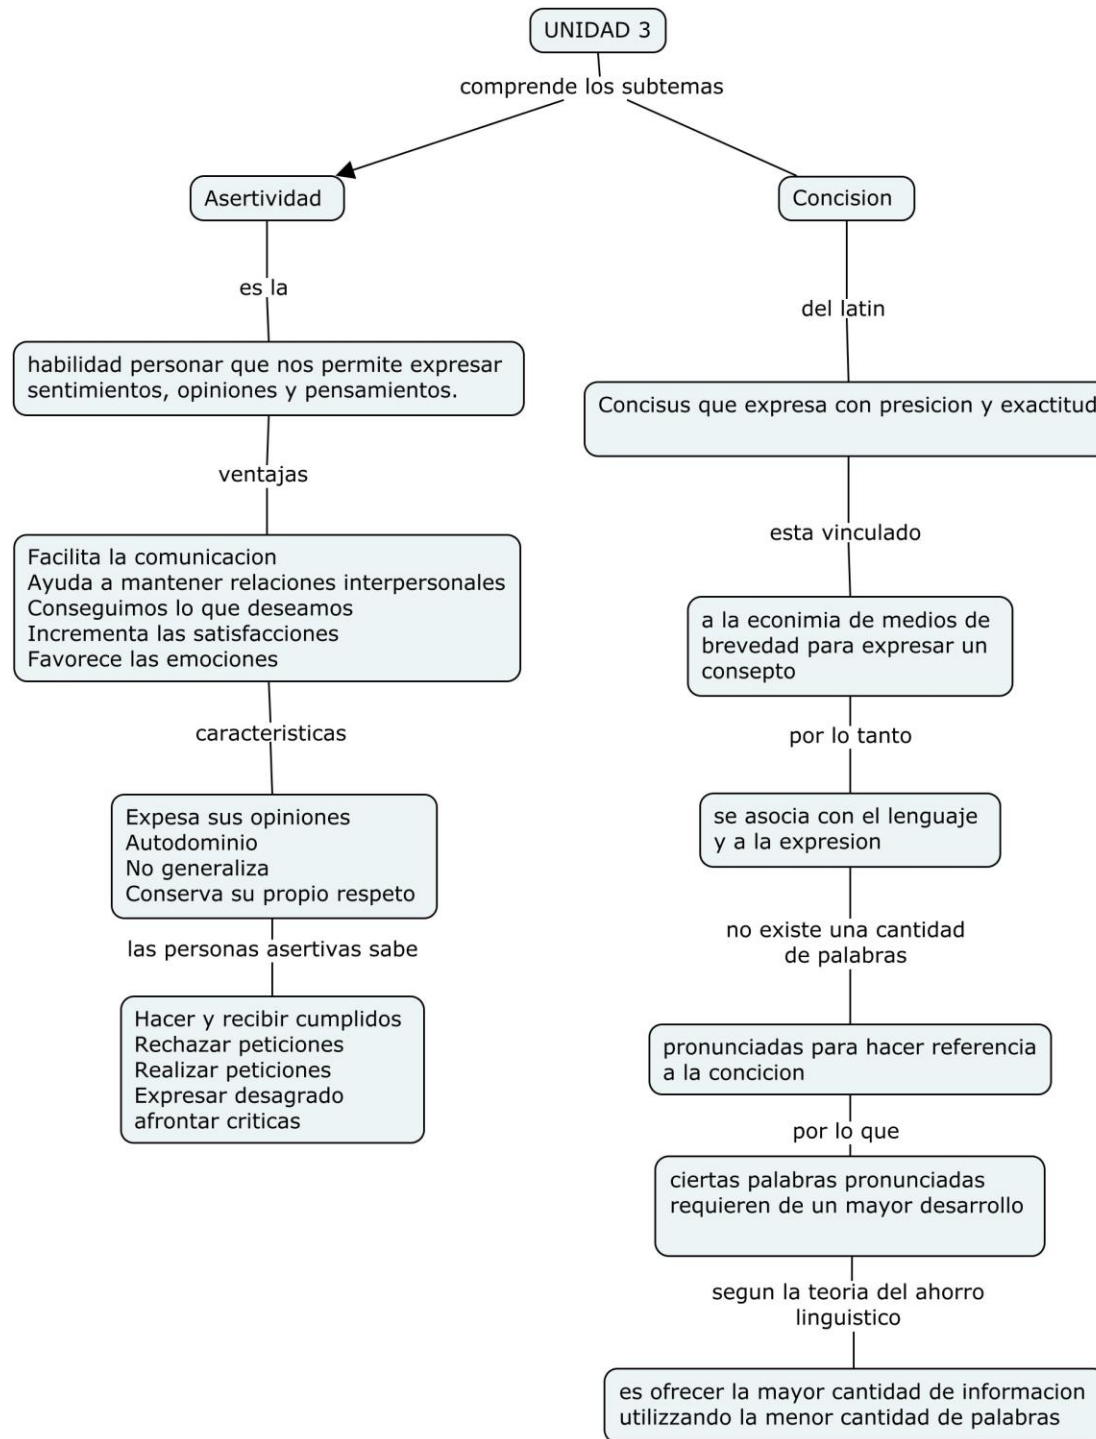 UNIDAD 3
comprende los subtemas
Asertividad
es la
habilidad personar que nos permite expresar
sentimientos, opiniones y pensamientos.
ventajas
Facilita la comunicacion
Ayuda a mantener relaciones interpersonales
Conseguimos lo que deseamos
Incrementa las satisfacciones
Favorece las emociones
caracteristicas
Expesa sus opiniones
Autodominio
No generaliza
Conserva su propio respeto
las personas asertivas sabe
Hacer y recibir cumplidos
Rechazar peticiones
Realizar peticiones
Expresar desagrado
afrontar criticas
Concision
del latin
Concisus que expresa con presicion y exactitud
esta vinculado
a la econimia de medios de
brevedad para expresar un
consepto
por lo tanto
se asocia con el lenguaje
y a la expresion
no existe una cantidad
de palabras
pronunciadas para hacer referencia
a la concicion
por lo que
ciertas palabras pronunciadas
requieren de un mayor desarrollo
segun la teoria del ahorro
linguistico
es ofrecer la mayor cantidad de informacion
utilizzando la menor cantidad de palabras